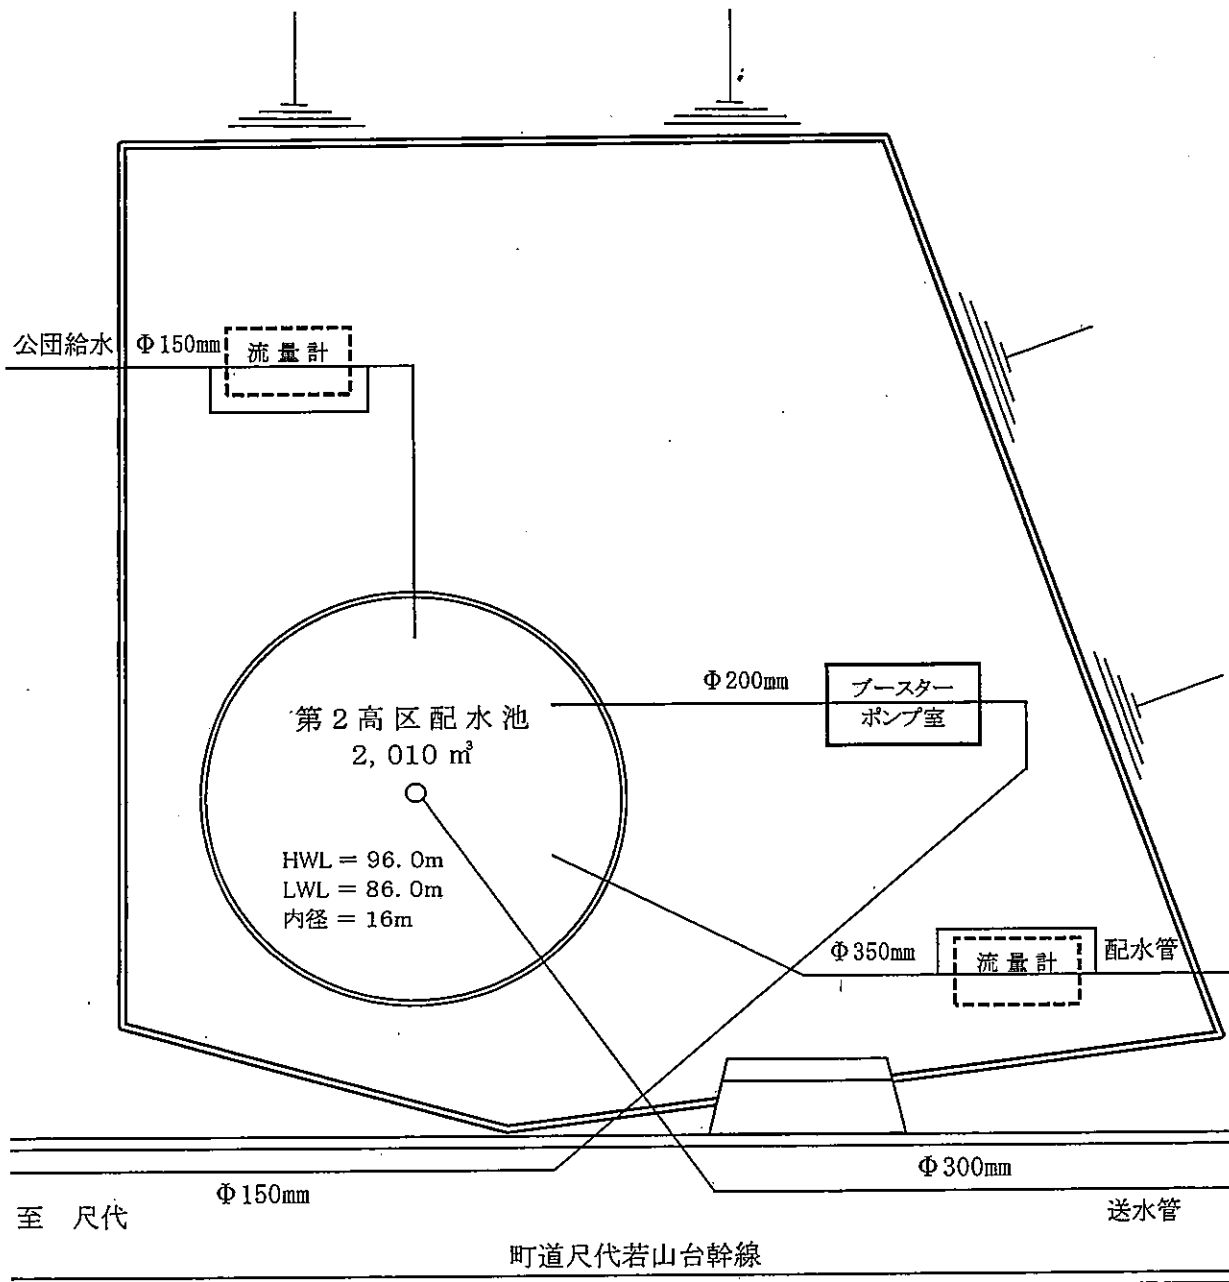 公団給水 Φ150mm 流量計
Φ200mm ブースター
ポンプ室
第2高区配水池
2,010 ㎥
HWL = 96.0m
LWL = 86.0m
内径 = 16m
Φ350mm 流量計 配水管
Φ300mm
Φ150mm
至 尺代
送水管
町道尺代若山台幹線